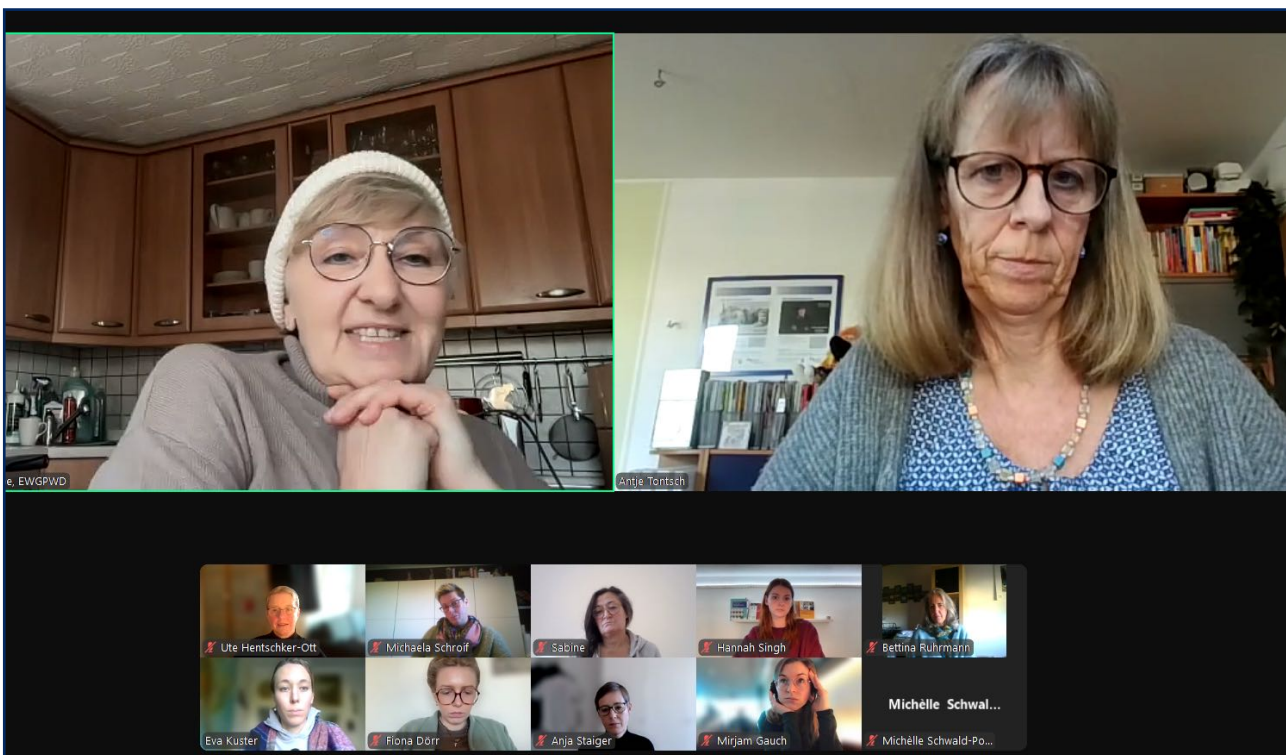 e, EWGPWD
Antje Tontsch
Ute Hentschker-Ott
Michaela Schroif
Sabine
Hannah Singh
Bettina Ruhrmann
Michèlle Schwal...
Eva Kuster
Fiona Dörr
Anja Staiger
Mirjam Gauch
Michèlle Schwald-Po...